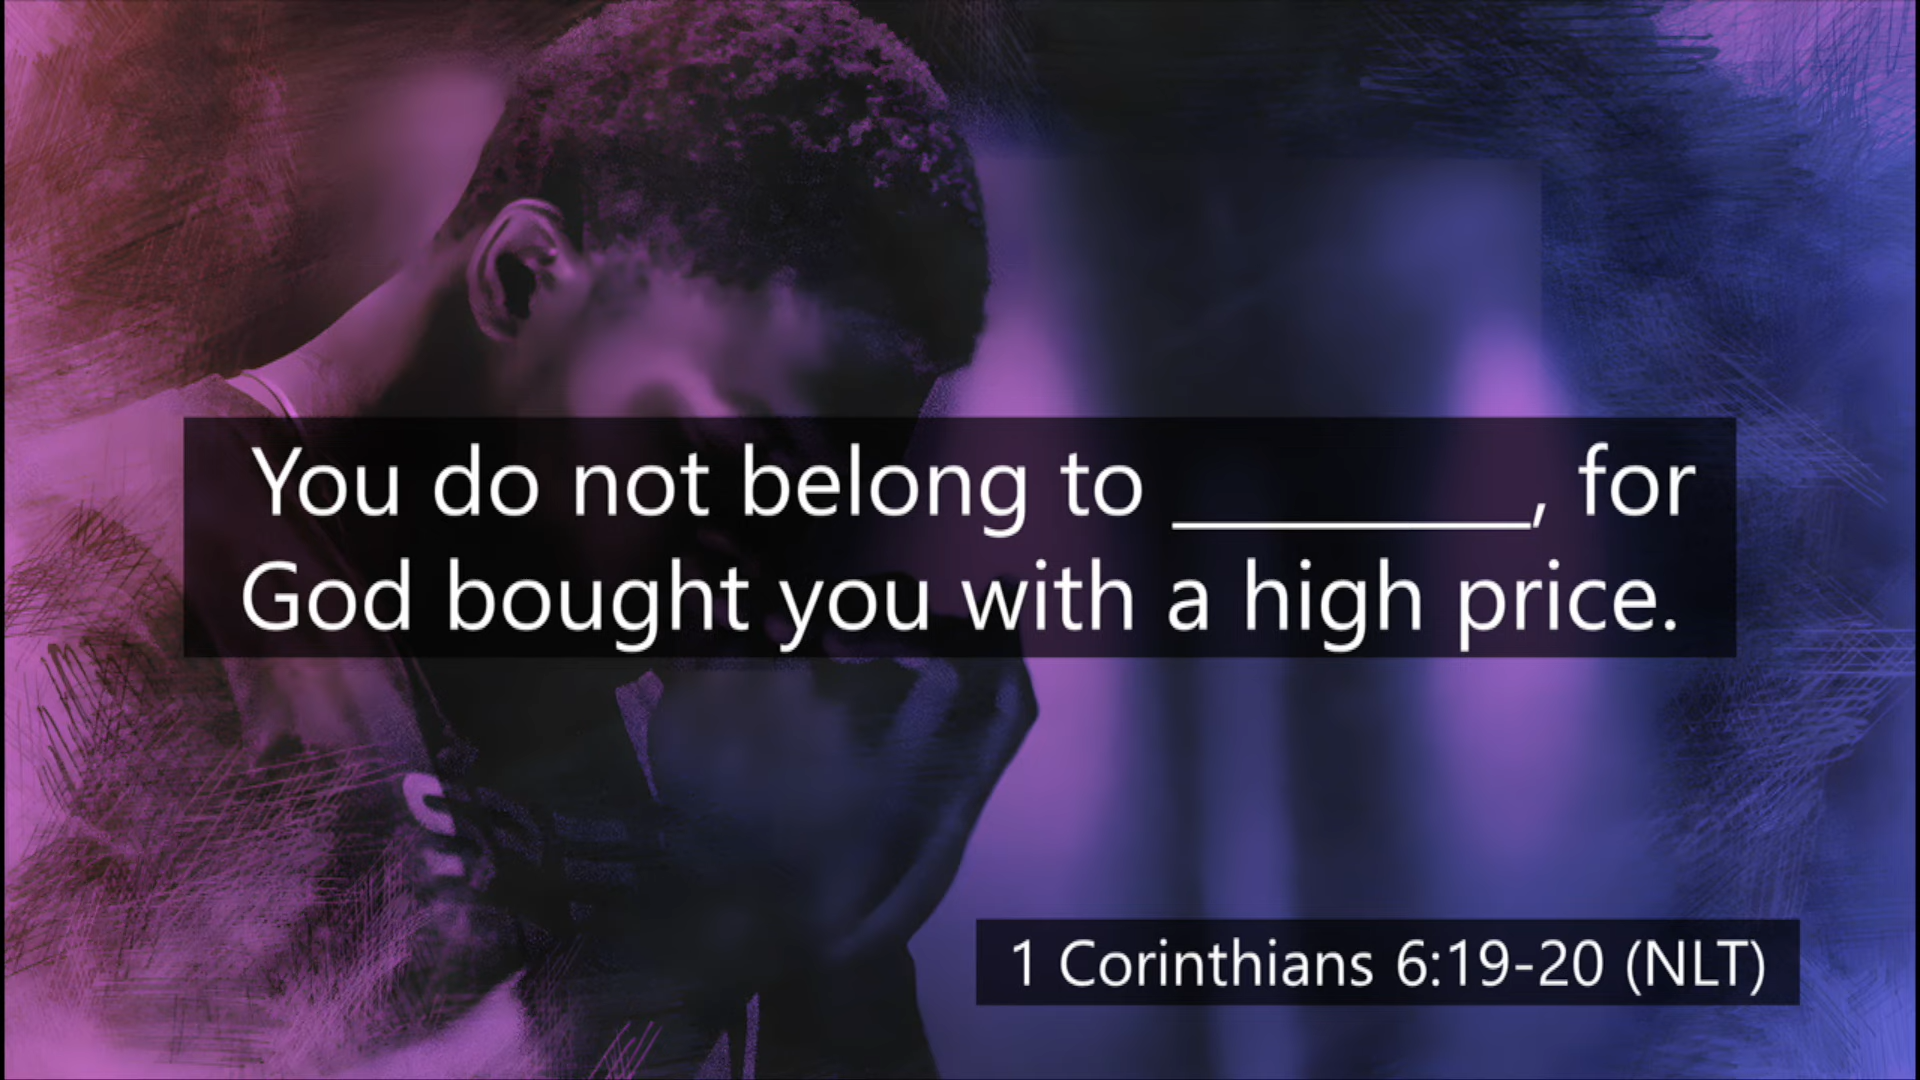 You do not belong to _________, for
God bought you with a high price.
1 Corinthians 6:19-20 (NLT)